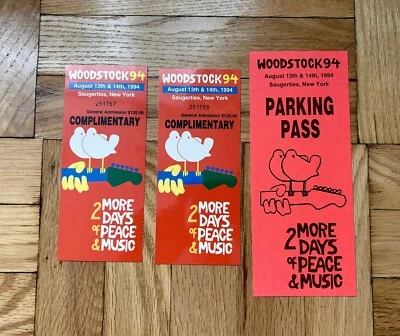 WOODSTOCK94
August 13th & 14th, 1994
Saugerties, New York
General Admission $135.00
COMPLIMENTARY
2 MORE
DAYS
of PEACE
& MUSIC
WOODSTOCK94
August 13th & 14th, 1994
Saugerties, New York
General Admission $135.00
COMPLIMENTARY
2 MORE
DAYS
of PEACE
& MUSIC
WOODSTOCK94
August 13th & 14th, 1994
Saugerties, New York
PARKING
PASS
2 MORE
DAYS
of PEACE
& MUSIC